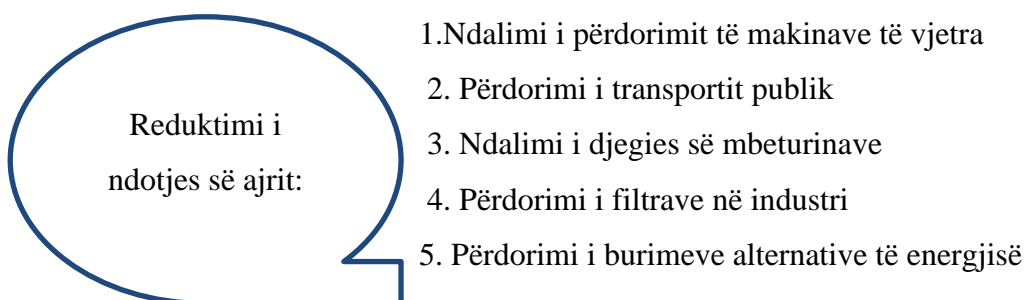 Reduktimi i
ndotjes së ajrit:
1.Ndalimi i përdorimit të makinave të vjetra
2. Përdorimi i transportit publik
3. Ndalimi i djegies së mbeturinave
4. Përdorimi i filtrave në industri
5. Përdorimi i burimeve alternative të energjisë